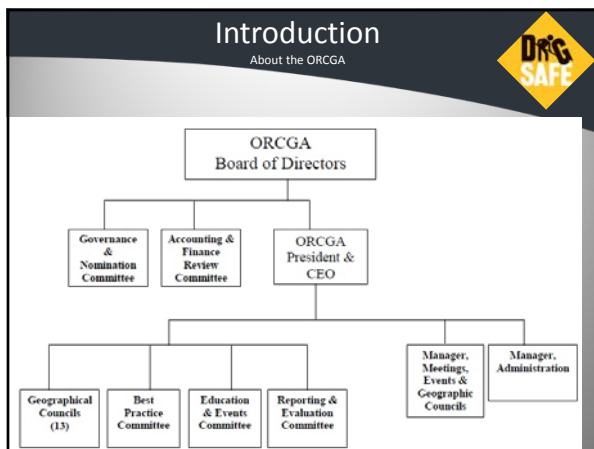 Introduction
About the ORCGA
DIG
SAFE
ORCGA
Board of Directors
Governance
&
Nomination
Committee
Accounting &
Finance
Review
Committee
ORCGA
President &
CEO
Geographical
Councils
(13)
Best
Practice
Committee
Education
& Events
Committee
Reporting &
Evaluation
Committee
Manager,
Meetings,
Events &
Geographic
Councils
Manager,
Administration